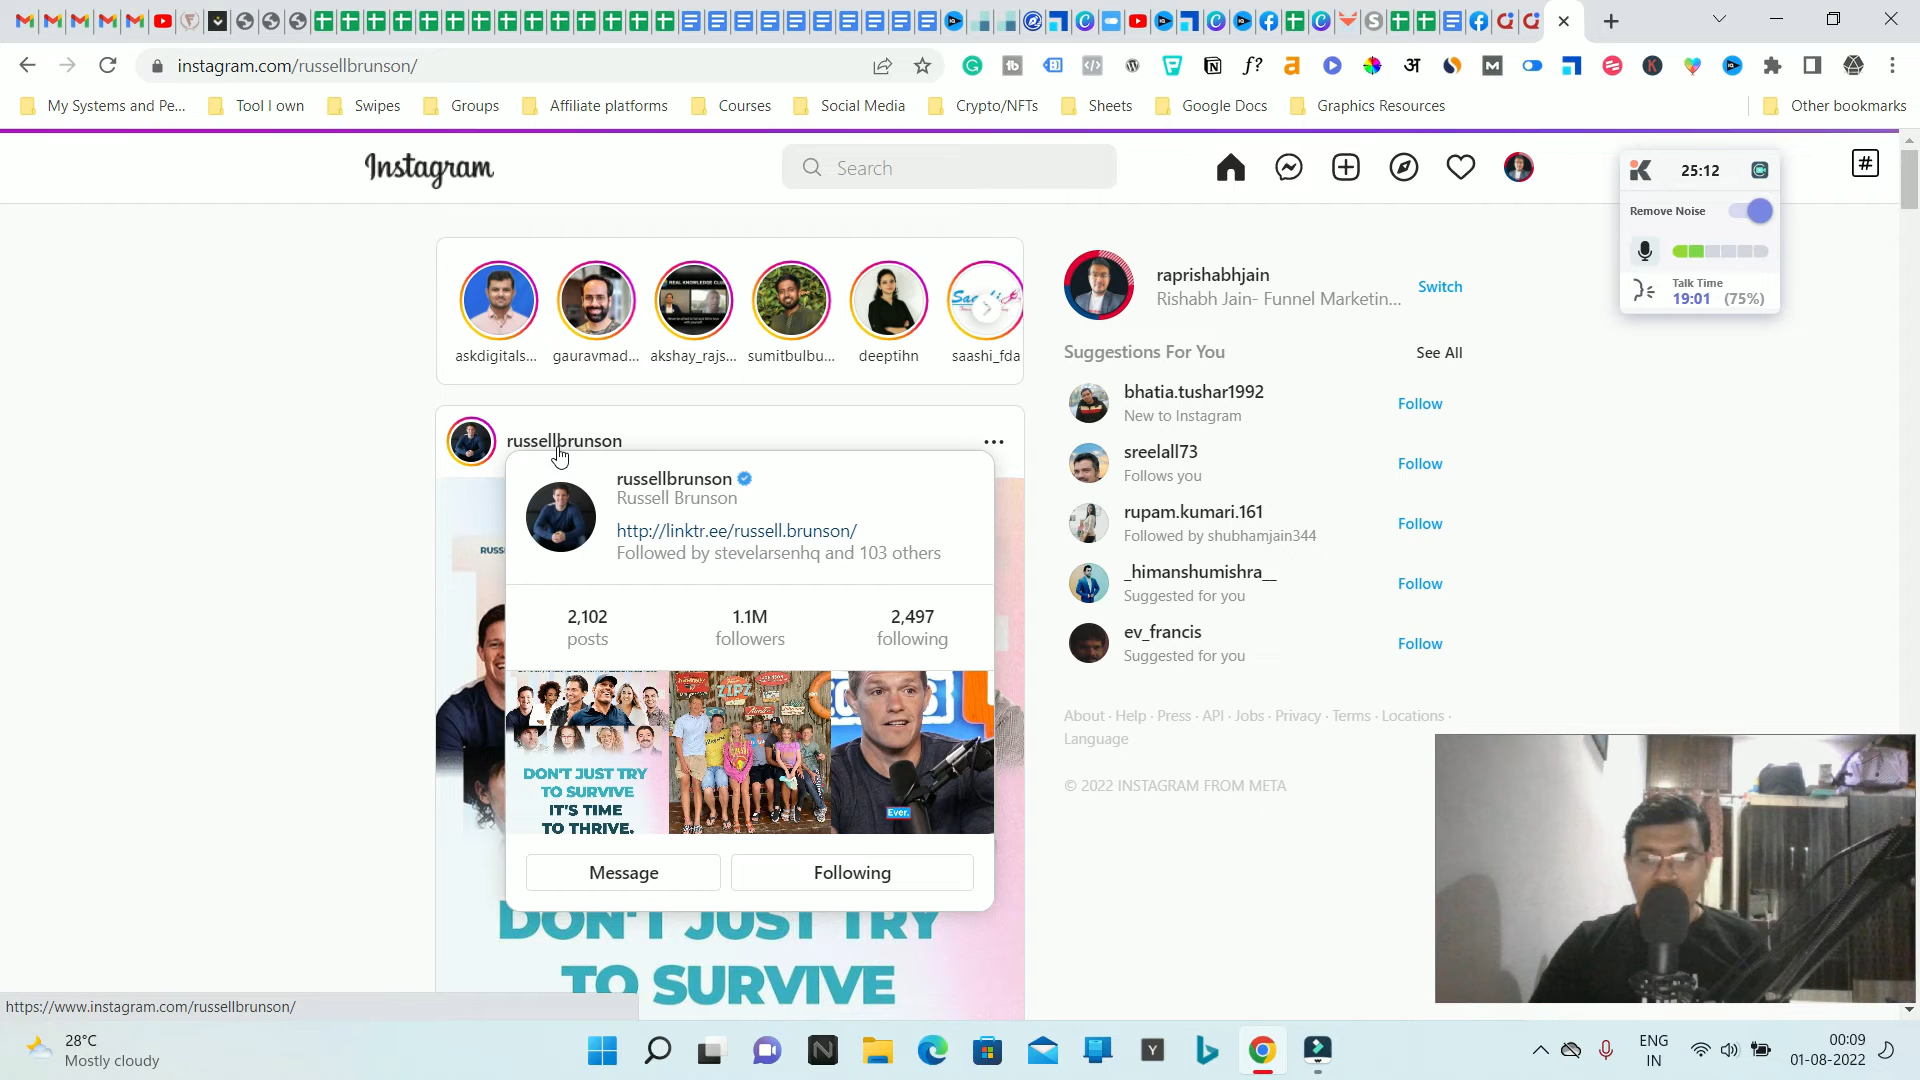 instagram.com/russellbrunson/
My Systems and Pe...
Tool I own
Swipes
Groups
Affiliate platforms
Courses
Social Media
Crypto/NFTs
Sheets
Google Docs
Graphics Resources
Other bookmarks
Instagram
Search
25:12
Remove Noise
Talk Time
19:01 (75%)
askdigitals...
gauravmad...
akshay_rajs...
sumitbulbu...
deeptihn
saashi_fda
raprishabhjain
Rishabh Jain- Funnel Marketin...
Switch
Suggestions For You
See All
bhatia.tushar1992
New to Instagram
Follow
sreelall73
Follows you
Follow
rupam.kumari.161
Followed by shubhamjain344
Follow
_himanshumishra__
Suggested for you
Follow
ev_francis
Suggested for you
Follow
About · Help · Press · API · Jobs · Privacy · Terms · Locations ·
Language
© 2022 INSTAGRAM FROM META
russellbrunson
russellbrunson
Russell Brunson
http://linktr.ee/russell.brunson/
Followed by stevelarsenhq and 103 others
2,102
posts
1.1M
followers
2,497
following
DON'T JUST TRY
TO SURVIVE
IT'S TIME
TO THRIVE.
ZIPZ
Ever.
Message
Following
RUSS
DON'T JUST TRY
TO SURVIVE
https://www.instagram.com/russellbrunson/
28°C
Mostly cloudy
ENG
IN
00:09
01-08-2022